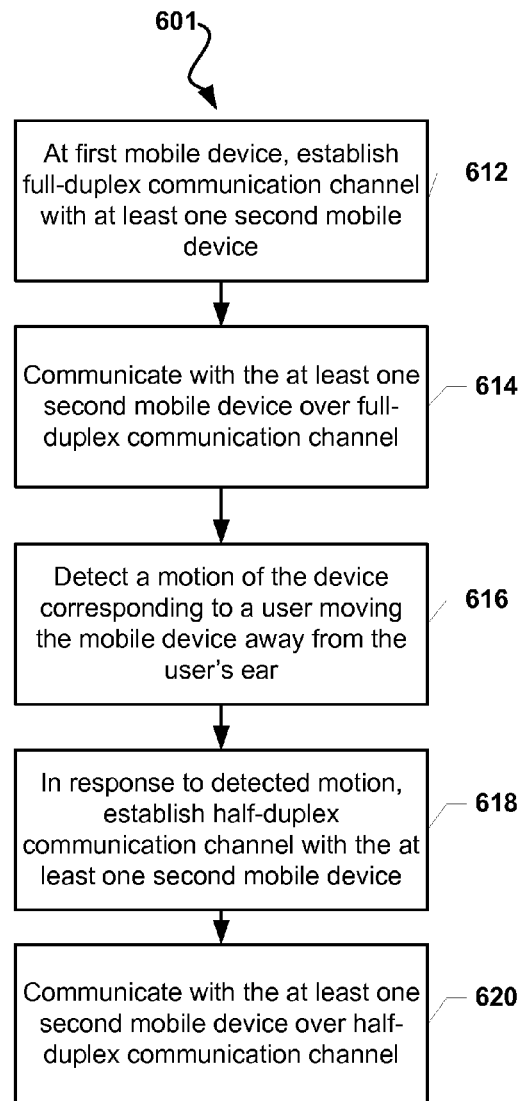 601
At first mobile device, establish
full-duplex communication channel
with at least one second mobile
device
612
Communicate with the at least one
second mobile device over full-
duplex communication channel
614
Detect a motion of the device
corresponding to a user moving
the mobile device away from the
user's ear
616
In response to detected motion,
establish half-duplex
communication channel with the at
least one second mobile device
618
Communicate with the at least one
second mobile device over half-
duplex communication channel
620